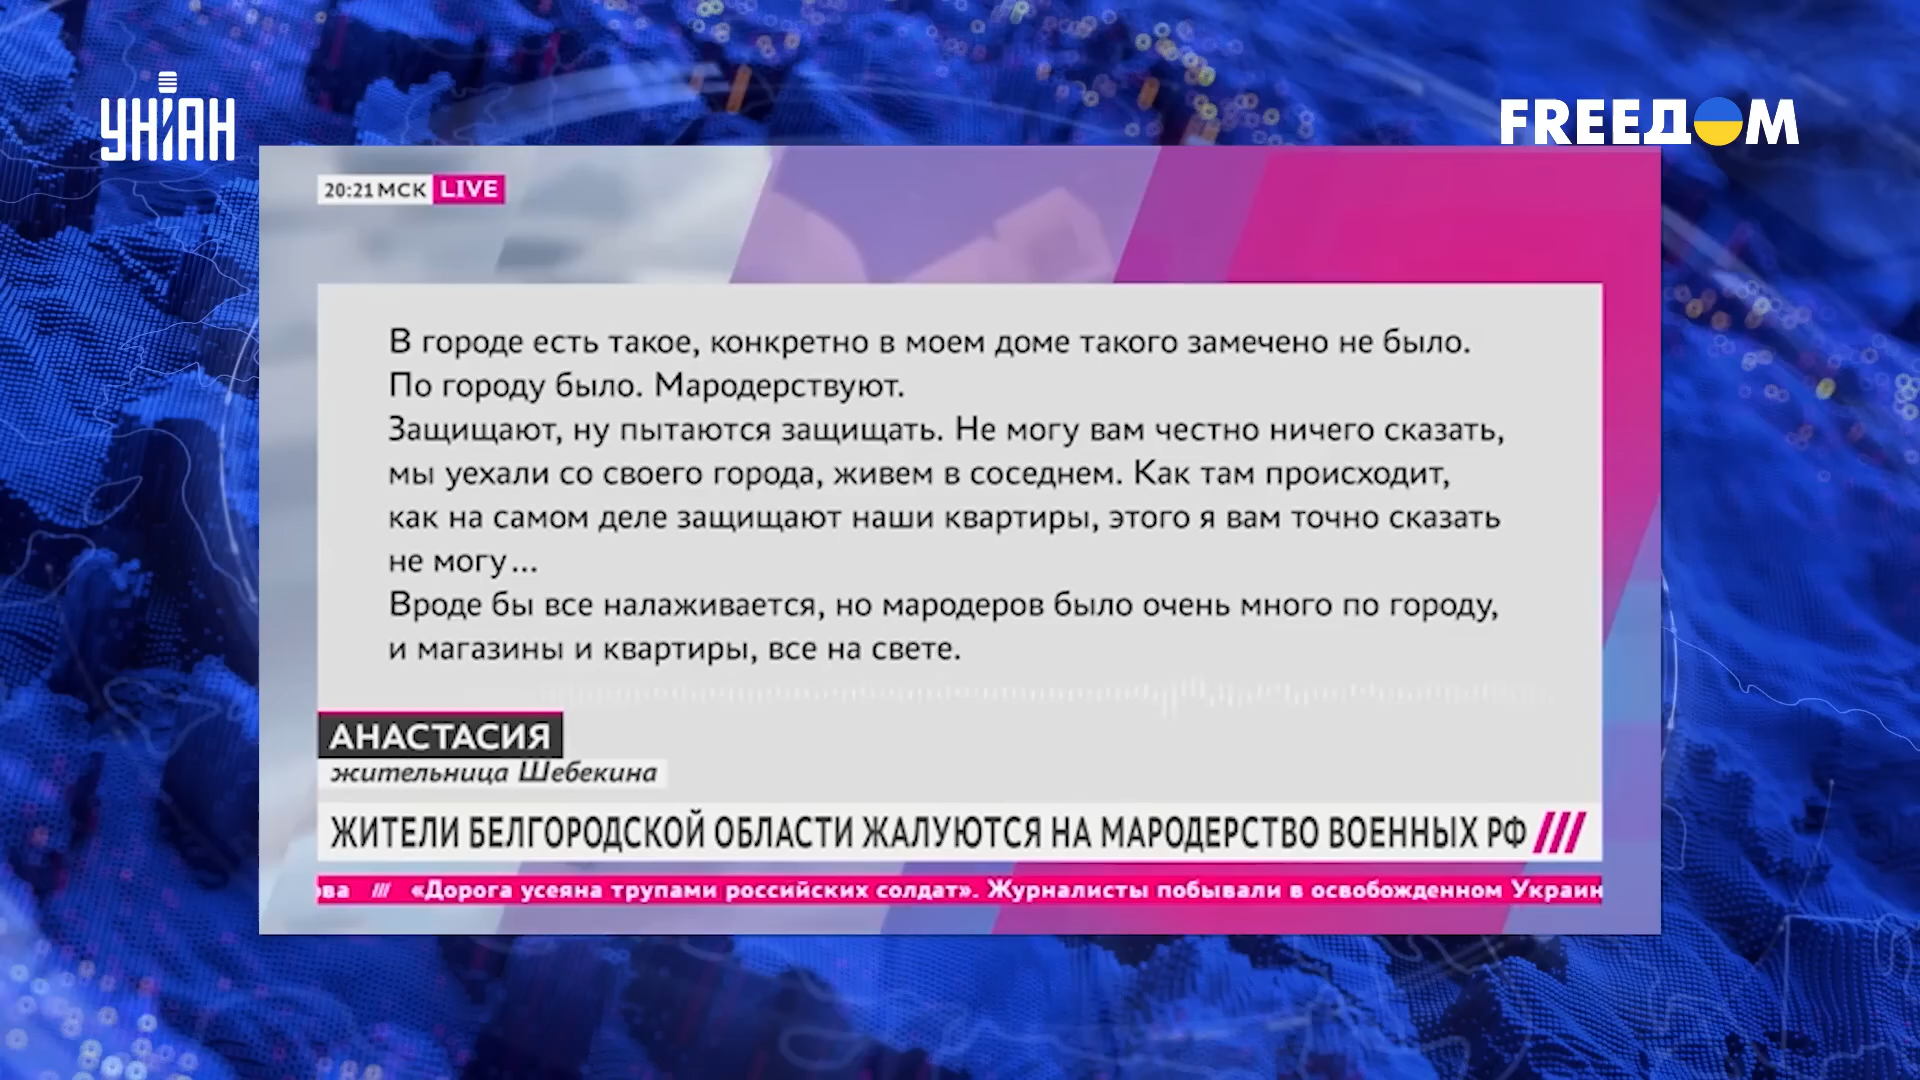 УНІАН
FREEДОM
20:21 МСК LIVE
В городе есть такое, конкретно в моем доме такого замечено не было.
По городу было. Мародерствуют.
Защищают, ну пытаются защищать. Не могу вам честно ничего сказать,
мы уехали со своего города, живем в соседнем. Как там происходит,
как на самом деле защищают наши квартиры, этого я вам точно сказать
не могу...
Вроде бы все налаживается, но мародеров было очень много по городу,
и магазины и квартиры, все на свете.
АНАСТАСИЯ
жительница Шебекина
ЖИТЕЛИ БЕЛГОРОДСКОЙ ОБЛАСТИ ЖАЛУЮТСЯ НА МАРОДЕРСТВО ВОЕННЫХ РФ ///
ова /// «Дорога усеяна трупами российских солдат». Журналисты побывали в освобожденном Украин